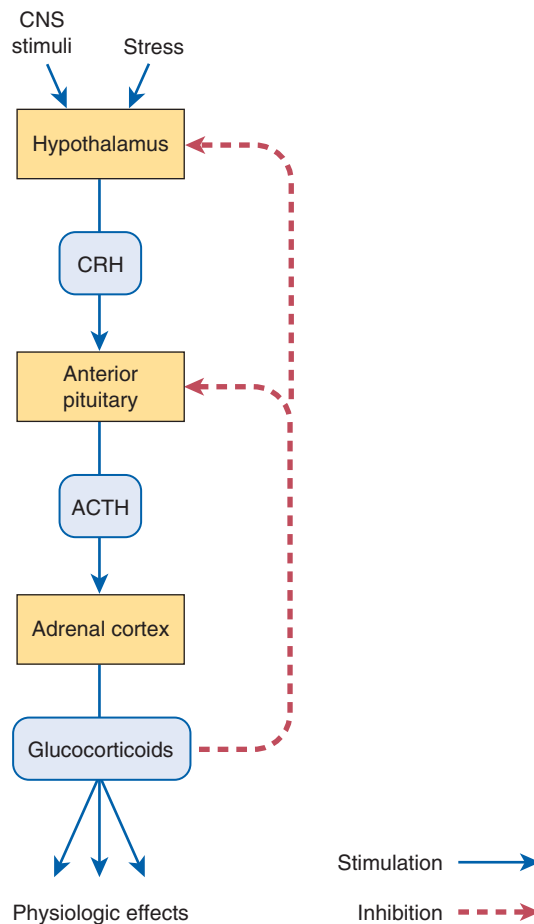 CNS
stimuli
Stress
Hypothalamus
CRH
Anterior
pituitary
ACTH
Adrenal cortex
Glucocorticoids
Physiologic effects
Stimulation
Inhibition